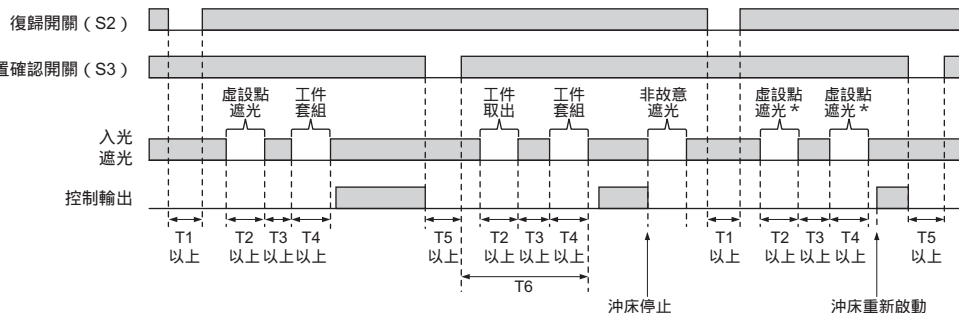 復歸開關（S2）
置確認開關（S3）
虛設點
遮光
工件
套組
工件
取出
工件
套組
非故意
遮光
虛設點
遮光＊
虛設點
遮光＊
入光
遮光
控制輸出
T1
以上
T2
以上
T3
以上
T4
以上
T5
以上
T2
以上
T3
以上
T4
以上
T1
以上
T2
以上
T3
以上
T4
以上
T5
以上
T6
沖床停止
沖床重新啟動